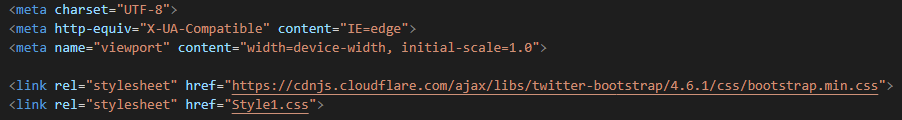 <meta charset="UTF-8">
<meta http-equiv="X-UA-Compatible" content="IE=edge">
<meta name="viewport" content="width=device-width, initial-scale=1.0">
<link rel="stylesheet" href="https://cdnjs.cloudflare.com/ajax/libs/twitter-bootstrap/4.6.1/css/bootstrap.min.css">
<link rel="stylesheet" href="Style1.css">